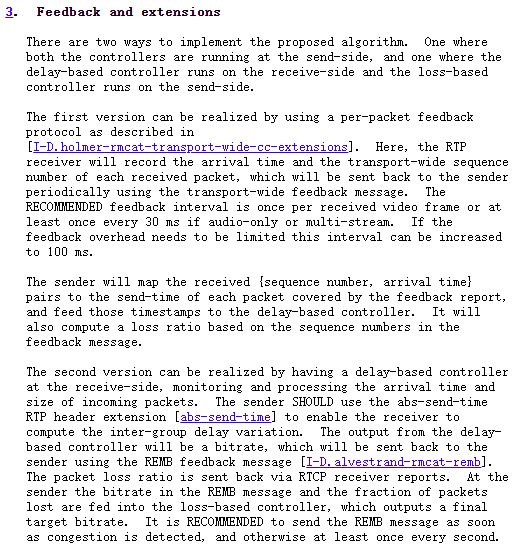 3.  Feedback and extensions
There are two ways to implement the proposed algorithm.  One where
both the controllers are running at the send-side, and one where the
delay-based controller runs on the receive-side and the loss-based
controller runs on the send-side.
The first version can be realized by using a per-packet feedback
protocol as described in
[I-D.holmer-rmcat-transport-wide-cc-extensions].  Here, the RTP
receiver will record the arrival time and the transport-wide sequence
number of each received packet, which will be sent back to the sender
periodically using the transport-wide feedback message.  The
RECOMMENDED feedback interval is once per received video frame or at
least once every 30 ms if audio-only or multi-stream.  If the
feedback overhead needs to be limited this interval can be increased
to 100 ms.
The sender will map the received {sequence number, arrival time}
pairs to the send-time of each packet covered by the feedback report,
and feed those timestamps to the delay-based controller.  It will
also compute a loss ratio based on the sequence numbers in the
feedback message.
The second version can be realized by having a delay-based controller
at the receive-side, monitoring and processing the arrival time and
size of incoming packets.  The sender SHOULD use the abs-send-time
RTP header extension [abs-send-time] to enable the receiver to
compute the inter-group delay variation.  The output from the delay-
based controller will be a bitrate, which will be sent back to the
sender using the REMB feedback message [I-D.alvestrand-rmcat-remb].
The packet loss ratio is sent back via RTCP receiver reports.  At the
sender the bitrate in the REMB message and the fraction of packets
lost are fed into the loss-based controller, which outputs a final
target bitrate.  It is RECOMMENDED to send the REMB message as soon
as congestion is detected, and otherwise at least once every second.